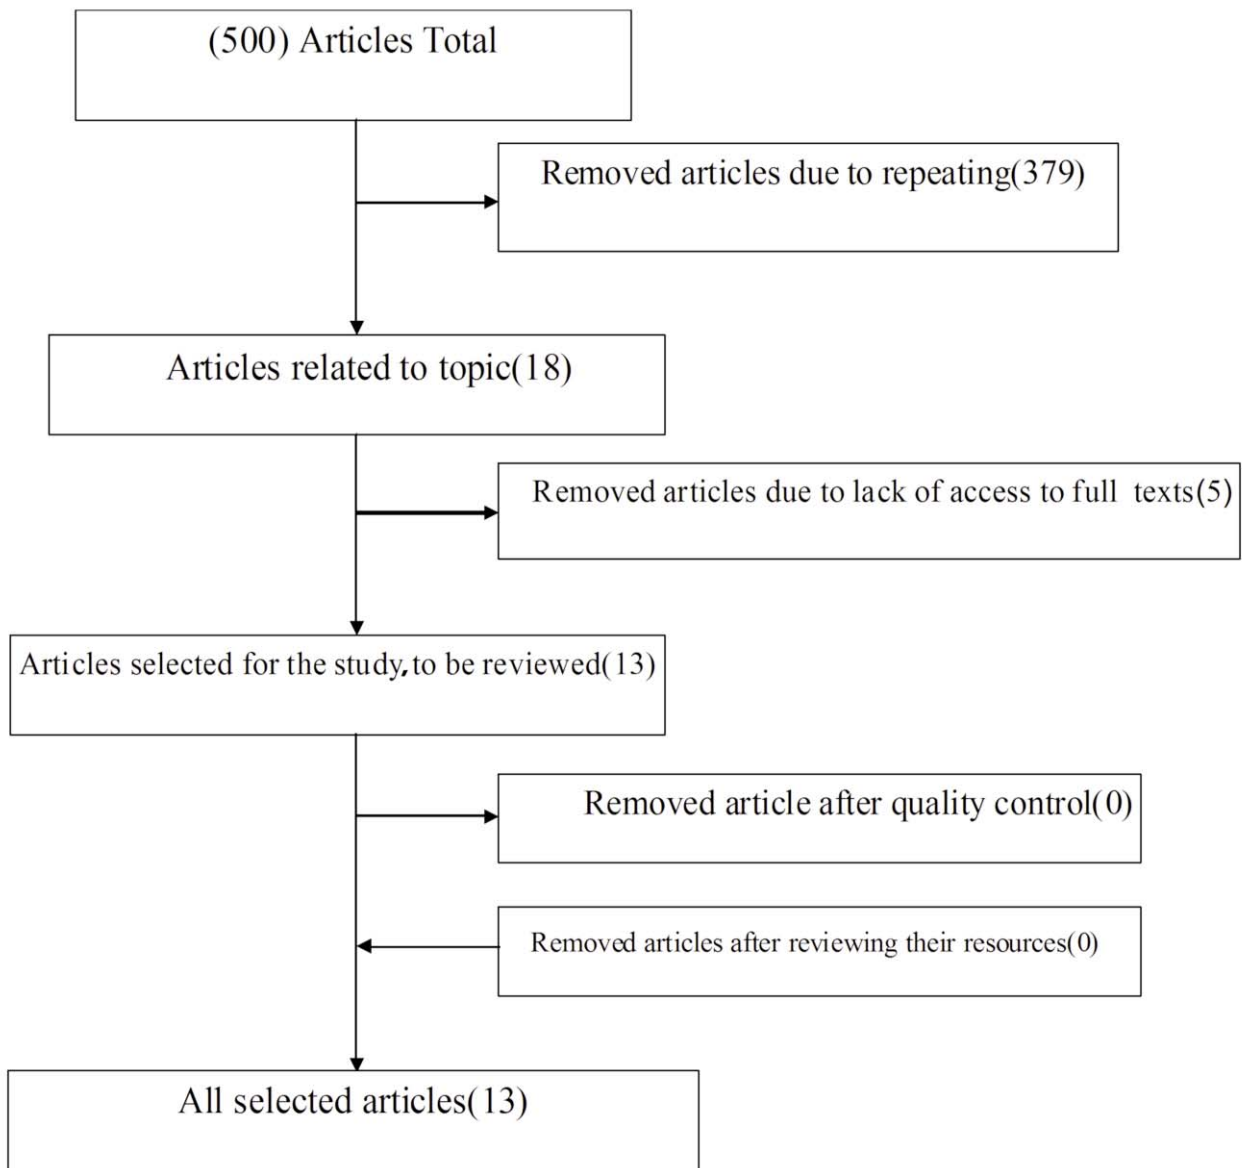 (500) Articles Total
Removed articles due to repeating(379)
Articles related to topic(18)
Removed articles due to lack of access to full texts(5)
Articles selected for the study,to be reviewed(13)
Removed article after quality control(0)
Removed articles after reviewing their resources(0)
All selected articles(13)